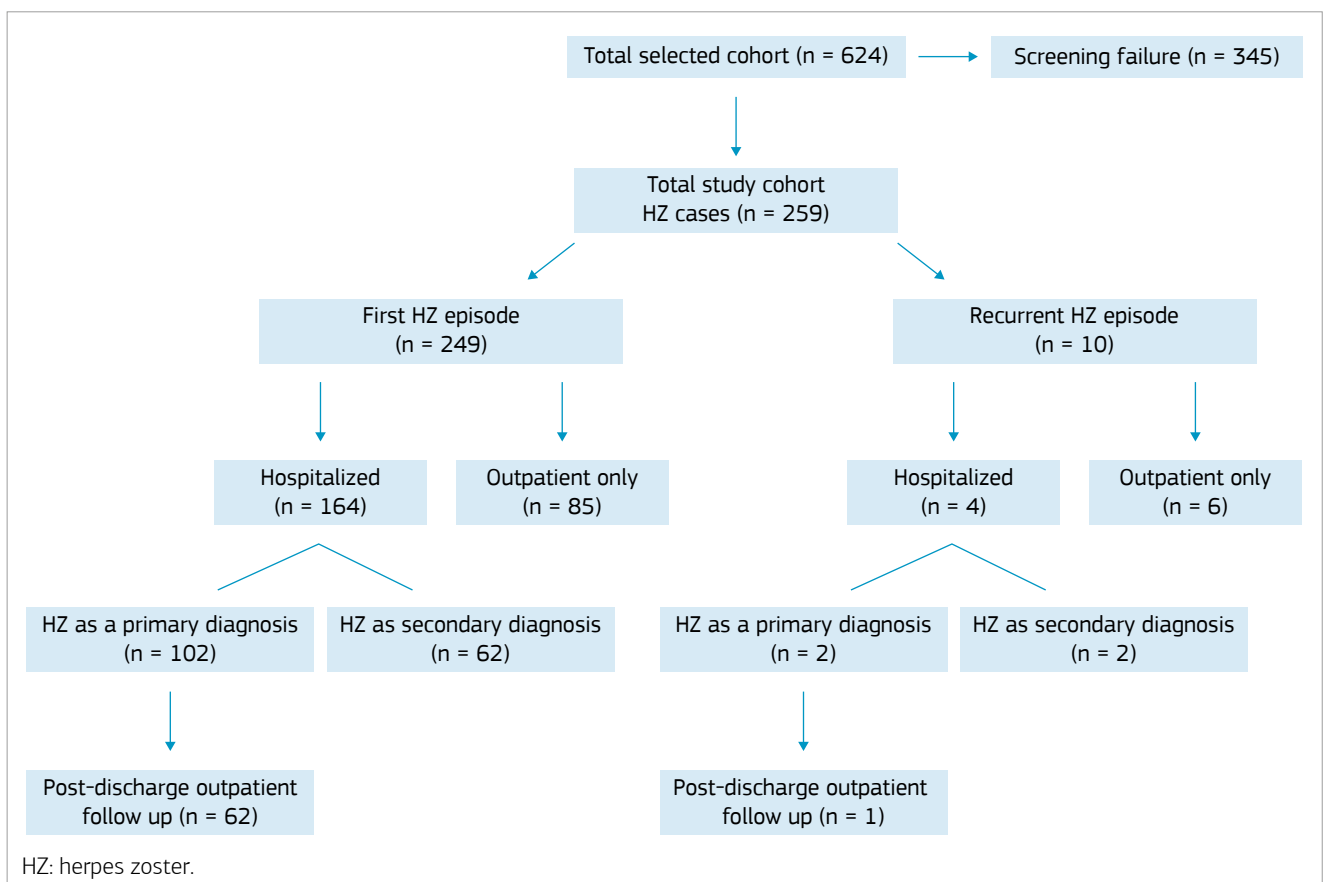 Total selected cohort (n = 624)
Screening failure (n = 345)
Total study cohort
HZ cases (n = 259)
First HZ episode
(n = 249)
Recurrent HZ episode
(n = 10)
Hospitalized
(n = 164)
Outpatient only
(n = 85)
Hospitalized
(n = 4)
Outpatient only
(n = 6)
HZ as a primary diagnosis
(n = 102)
HZ as secondary diagnosis
(n = 62)
HZ as a primary diagnosis
(n = 2)
HZ as secondary diagnosis
(n = 2)
Post-discharge outpatient
follow up (n = 62)
Post-discharge outpatient
follow up (n = 1)
HZ: herpes zoster.